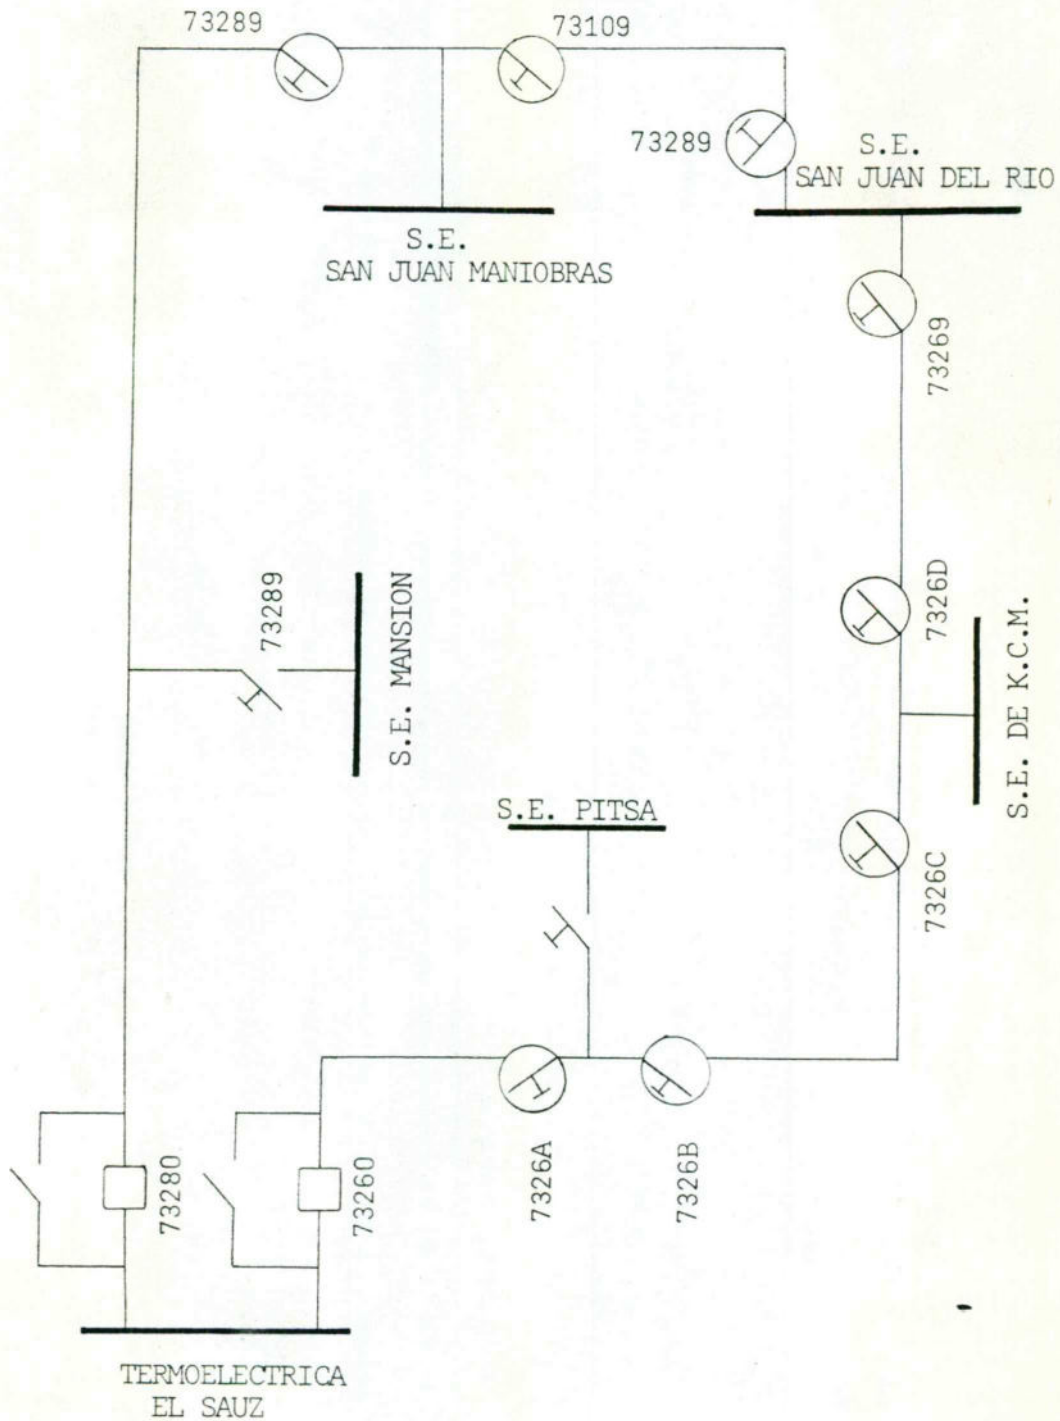 73289
73109
73289
S.E.
SAN JUAN DEL RIO
S.E.
SAN JUAN MANIOBRAS
73269
73289
S.E. MANSION
7326D
S.E. DE K.C.M.
S.E. PITSA
7326C
73280
73260
7326A
7326B
TERMOELECTRICA
EL SAUZ